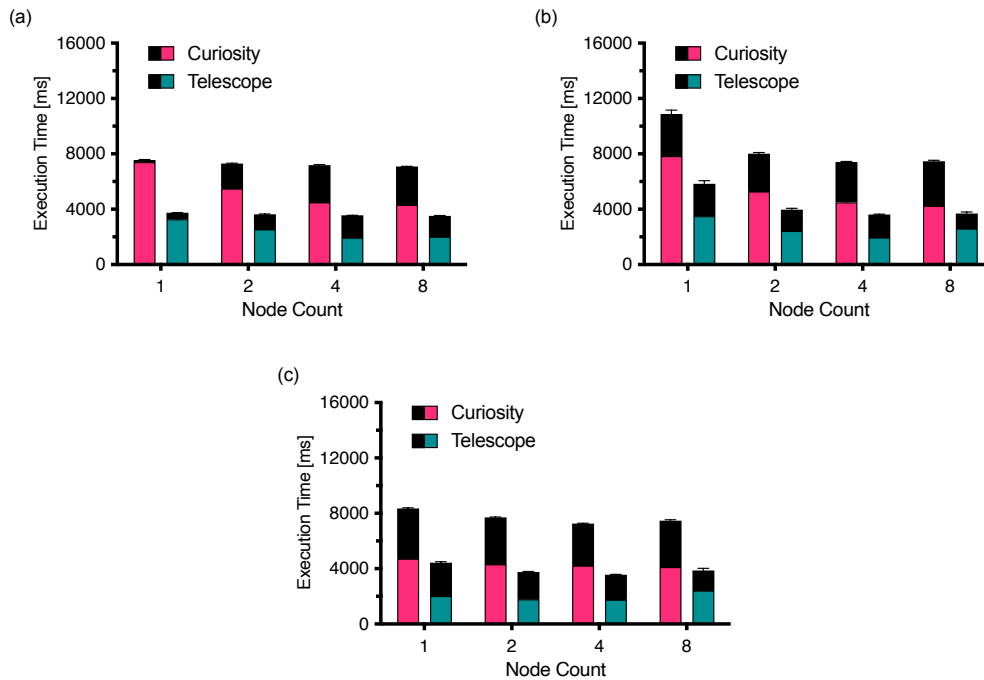 (a)
Execution Time [ms]
16000
12000
8000
4000
0
Curiosity
Telescope
1 2 4 8
Node Count
(b)
Execution Time [ms]
16000
12000
8000
4000
0
Curiosity
Telescope
1 2 4 8
Node Count
(c)
Execution Time [ms]
16000
12000
8000
4000
0
Curiosity
Telescope
1 2 4 8
Node Count